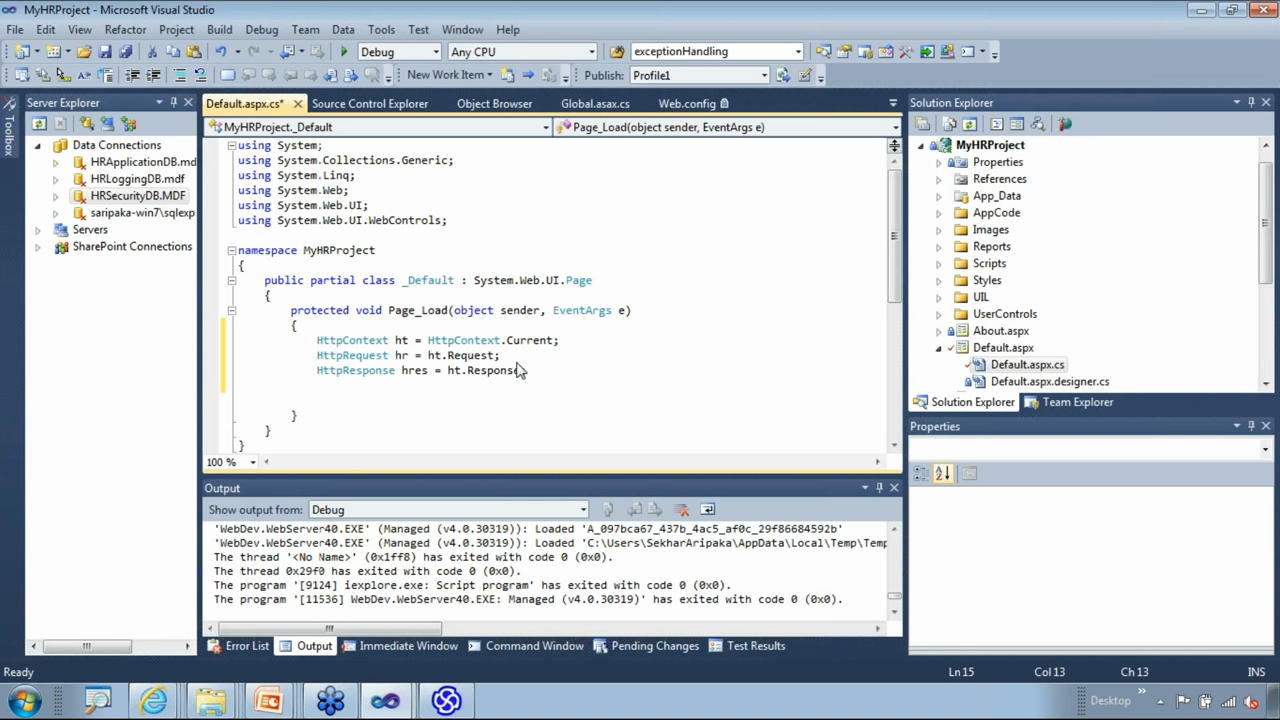 MyHRProject - Microsoft Visual Studio
File Edit View Refactor Project Build Debug Team Data Tools Test Window Help
Debug Any CPU exceptionHandling
New Work Item Publish: Profile1
Toolbox
Server Explorer
Data Connections
HRApplicationDB.md
HRLoggingDB.mdf
HRSecurityDB.MDF
saripaka-win7\sqlexp
Servers
SharePoint Connections
Default.aspx.cs* Source Control Explorer Object Browser Global.asax.cs Web.config
MyHRProject._Default Page_Load(object sender, EventArgs e)
using System;
using System.Collections.Generic;
using System.Linq;
using System.Web;
using System.Web.UI;
using System.Web.UI.WebControls;
namespace MyHRProject
{
public partial class _Default : System.Web.UI.Page
{
protected void Page_Load(object sender, EventArgs e)
{
HttpContext ht = HttpContext.Current;
HttpRequest hr = ht.Request;
HttpResponse hres = ht.Response
}
}
}
100 %
Output
Show output from: Debug
'WebDev.WebServer40.EXE' (Managed (v4.0.30319)): Loaded 'A_097bca67_437b_4ac5_af0c_29f86684592b'
'WebDev.WebServer40.EXE' (Managed (v4.0.30319)): Loaded 'C:\Users\SekharAripaka\AppData\Local\Temp\Temp
The thread '<No Name>' (0x1ff8) has exited with code 0 (0x0).
The thread 0x29f0 has exited with code 0 (0x0).
The program '[9124] iexplore.exe: Script program' has exited with code 0 (0x0).
The program '[11536] WebDev.WebServer40.EXE: Managed (v4.0.30319)' has exited with code 0 (0x0).
Error List Output Immediate Window Command Window Pending Changes Test Results
Solution Explorer
MyHRProject
Properties
References
App_Data
AppCode
Images
Reports
Scripts
Styles
UIL
UserControls
About.aspx
Default.aspx
Default.aspx.cs
Default.aspx.designer.cs
Solution Explorer Team Explorer
Properties
Ready Ln 15 Col 13 Ch 13 INS
Desktop